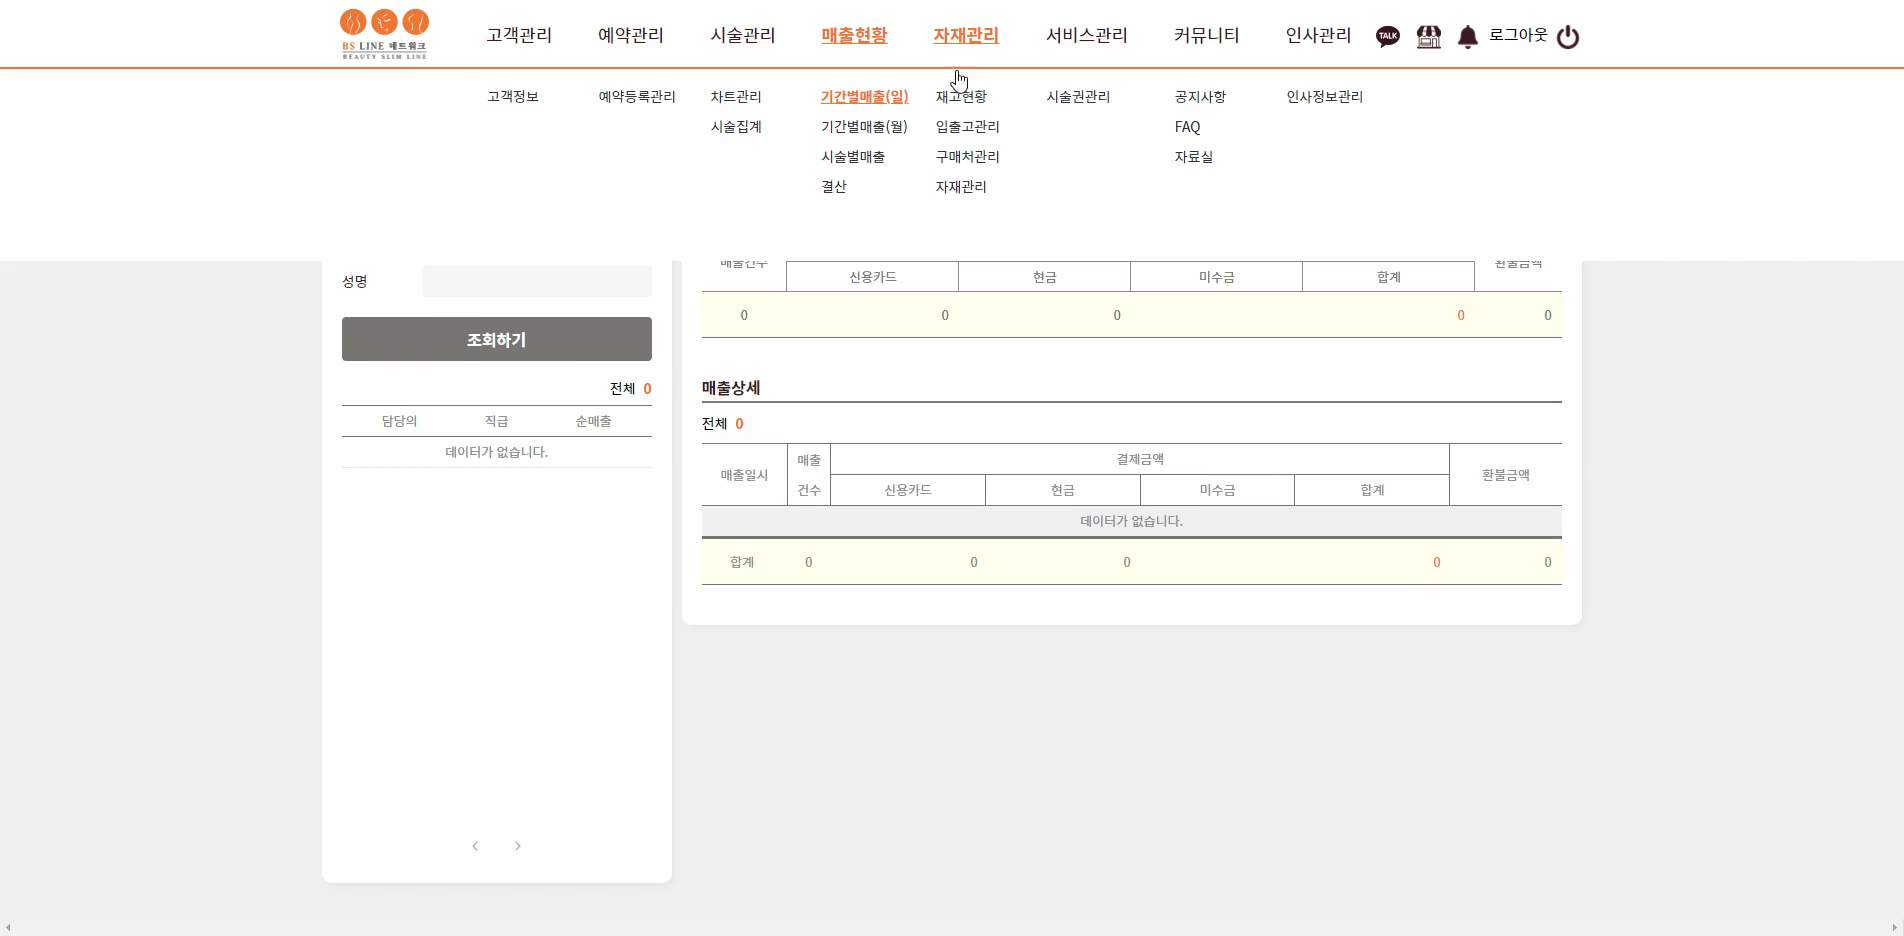 BS LINE 네트워크
BEAUTY SLIM LINE
고객관리 예약관리 시술관리 매출현황 자재관리 서비스관리 커뮤니티 인사관리 TALK 로그아웃
고객정보 예약등록관리 차트관리 기간별매출(일) 재고현황 시술권관리 공지사항 인사정보관리
시술집계 기간별매출(월) 입출고관리 FAQ
시술별매출 구매처관리 자료실
결산 자재관리
성명
조회하기
전체 0
담당의 직급 순매출
데이터가 없습니다.
매출건수 환불금액
신용카드 현금 미수금 합계
0 0 0 0 0
매출상세
전체 0
매출일시 매출 건수 결제금액 환불금액
신용카드 현금 미수금 합계
데이터가 없습니다.
합계 0 0 0 0 0